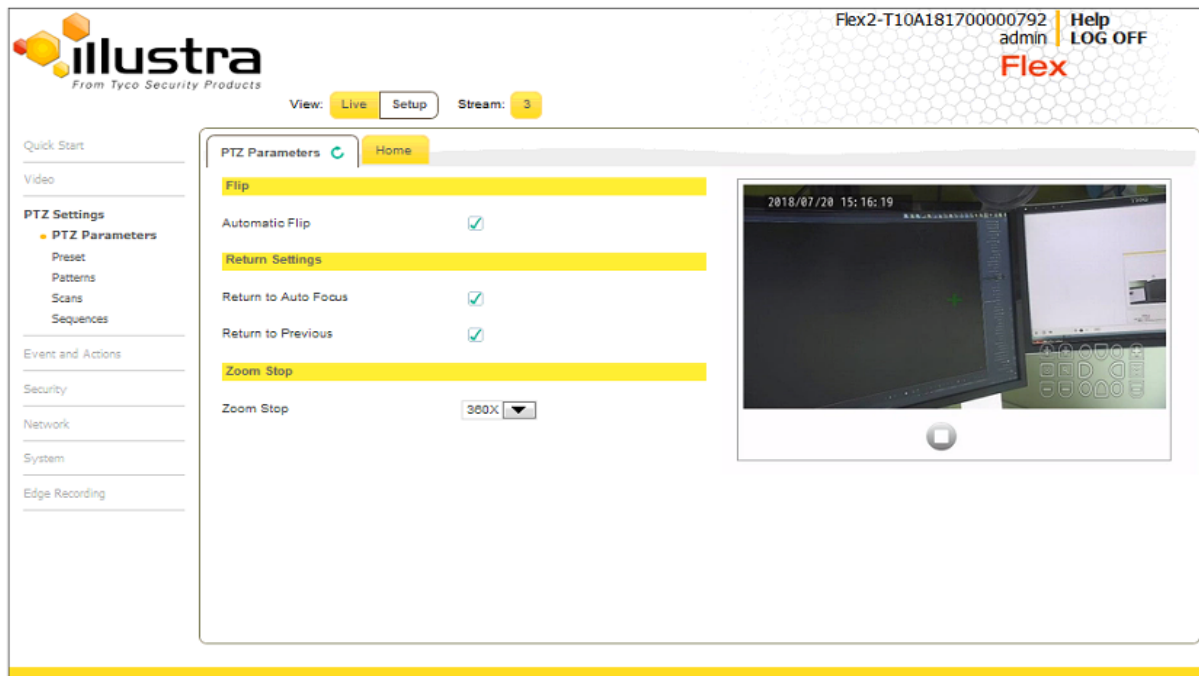 Flex2-T10A181700000792 Help
admin LOG OFF
illustra
From Tyco Security Products
Flex
View: Live Setup Stream: 3
Quick Start
Video
PTZ Settings
PTZ Parameters
Preset
Patterns
Scans
Sequences
Event and Actions
Security
Network
System
Edge Recording
PTZ Parameters Home
Flip
Automatic Flip
Return Settings
Return to Auto Focus
Return to Previous
Zoom Stop
Zoom Stop 360X
2018/07/20 15:16:19